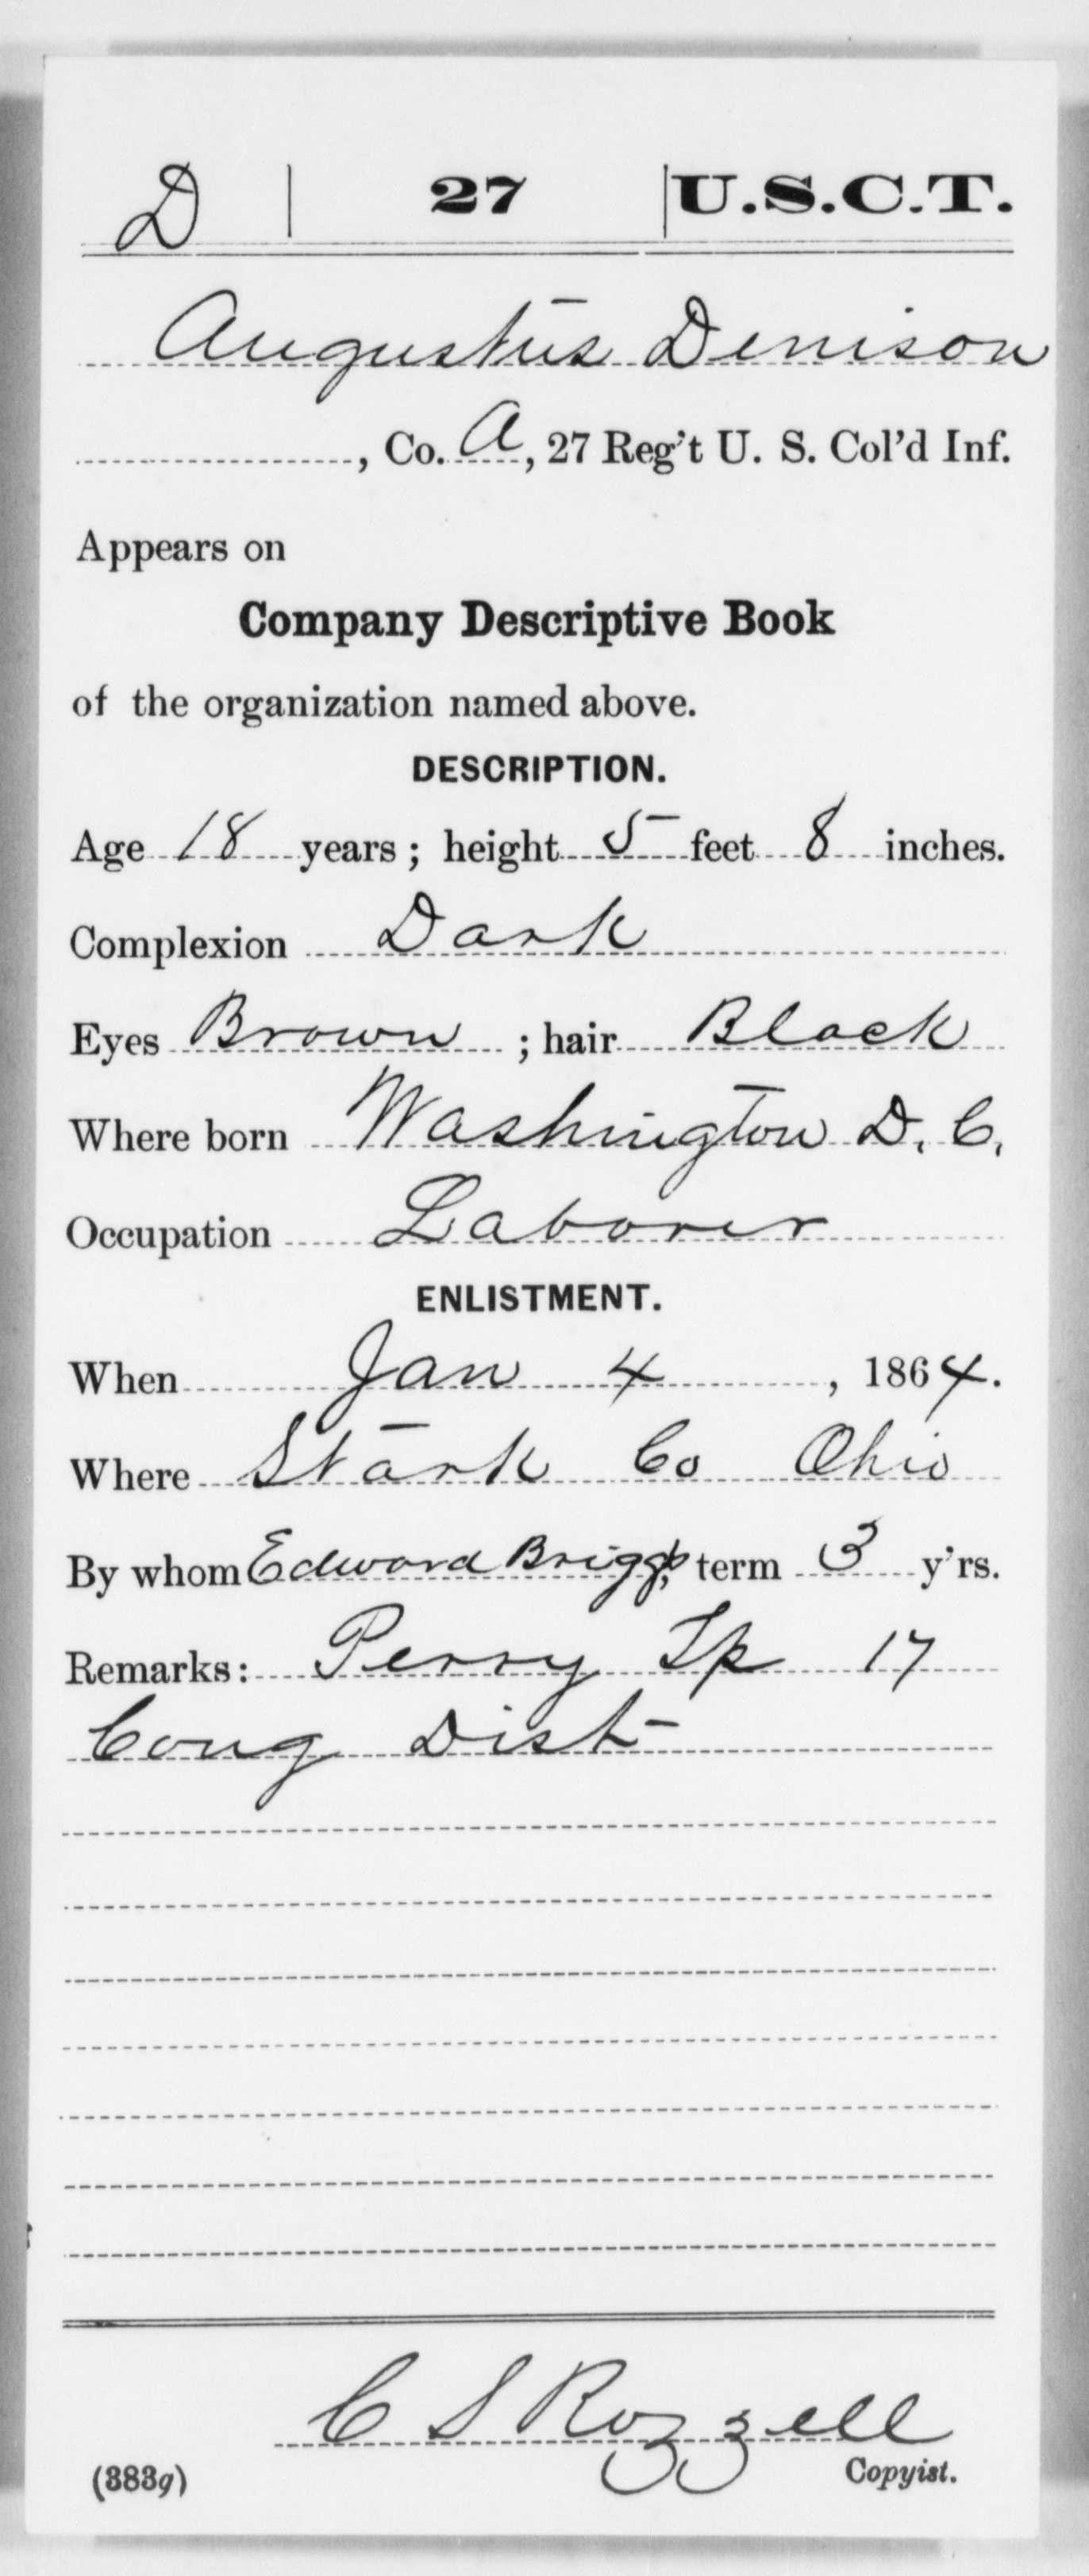 D | 27 | U.S.C.T.
Augustus Denison
, Co. A, 27 Reg't U. S. Col'd Inf.
Appears on
Company Descriptive Book
of the organization named above.
DESCRIPTION.
Age 18 years; height 5 feet 8 inches.
Complexion Dark
Eyes Brown ; hair Black
Where born Washington D. C.
Occupation Laborer
ENLISTMENT.
When Jan 4, 1864.
Where Stark Co Ohio
By whom Edward Briggs, term 3 y'rs.
Remarks: Perry Tp 17
Cong Dist
C S Rozzell
(383g) Copyist.